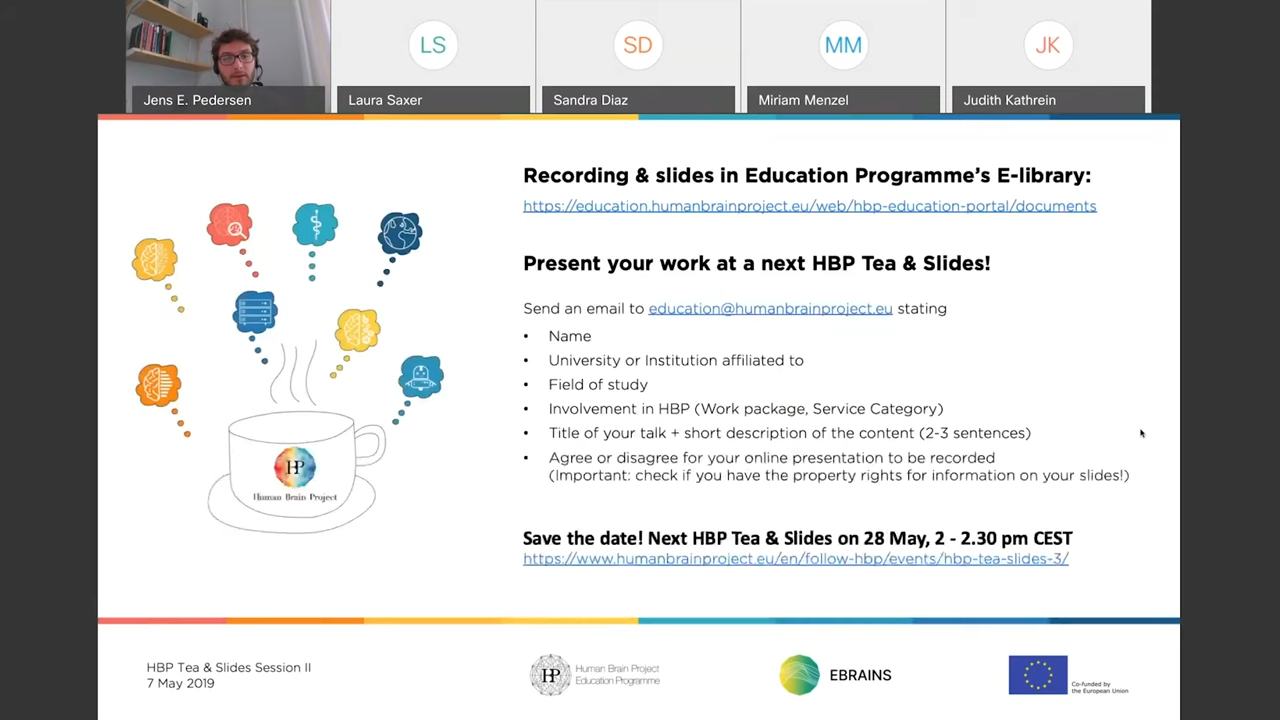 LS
SD
MM
JK
Jens E. Pedersen
Laura Saxer
Sandra Diaz
Miriam Menzel
Judith Kathrein
Recording & slides in Education Programme's E-library:
https://education.humanbrainproject.eu/web/hbp-education-portal/documents
Present your work at a next HBP Tea & Slides!
Send an email to education@humanbrainproject.eu stating
• Name
• University or Institution affiliated to
• Field of study
• Involvement in HBP (Work package, Service Category)
• Title of your talk + short description of the content (2-3 sentences)
• Agree or disagree for your online presentation to be recorded
(Important: check if you have the property rights for information on your slides!)
Save the date! Next HBP Tea & Slides on 28 May, 2 - 2.30 pm CEST
https://www.humanbrainproject.eu/en/follow-hbp/events/hbp-tea-slides-3/
HP
Human Brain Project
HBP Tea & Slides Session II
7 May 2019
HP
Human Brain Project
Education Programme
EBRAINS
Co-funded by
the European Union